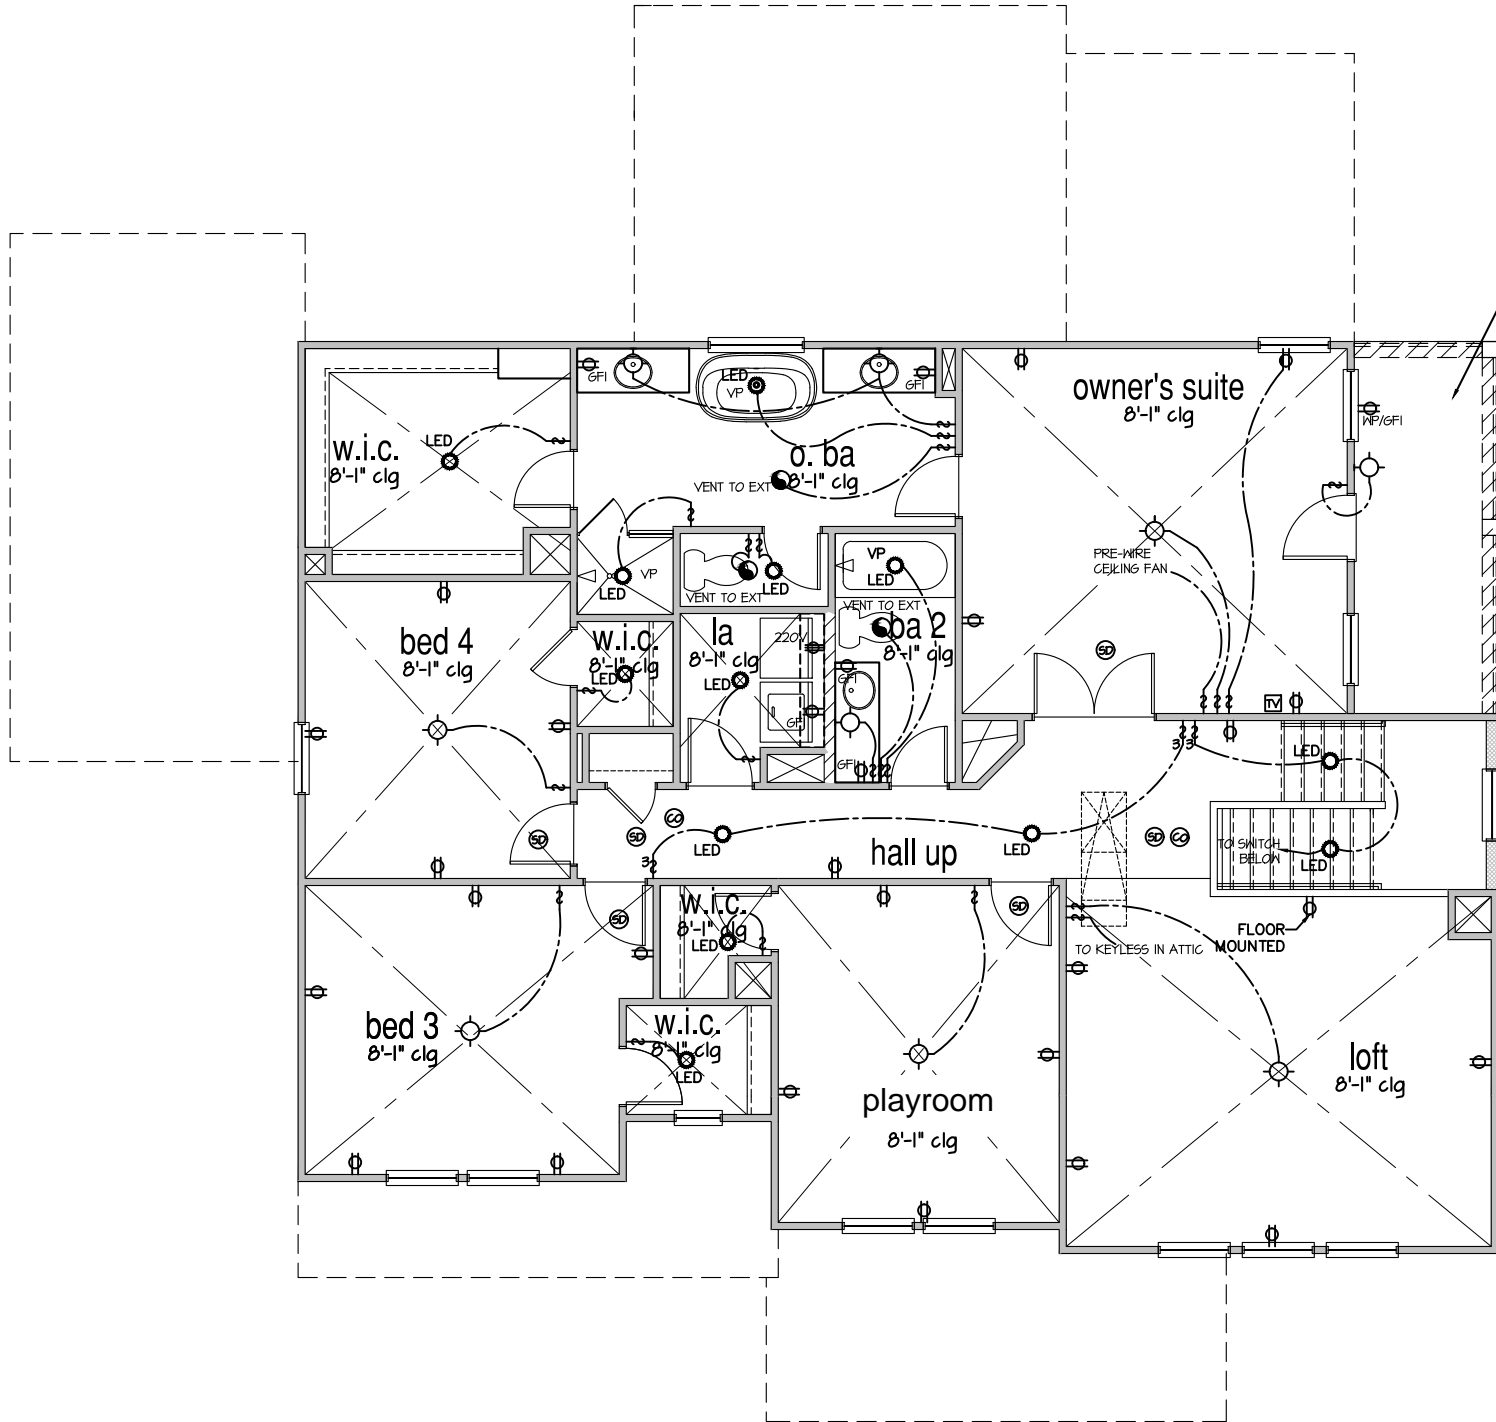 LED
GFI
VP
GFI
owner's suite
8'-1" clg
WP/GFI
w.i.c.
8'-1" clg
LED
o. ba
8'-1" clg
VENT TO EXT
PRE-WIRE
CEILING FAN
VP
LED
LED
VENT TO EXT
VP
LED
VENT TO EXT
bed 4
8'-1" clg
w.i.c.
8'-1" clg
LED
la
8'-1" clg
LED
220V
GFI
ba 2
8'-1" clg
GFI
GFI
SD
TV
3
3
LED
SD
SD
CO
LED
hall up
LED
SD
CO
TO SWITCH
BELOW
LED
3
SD
w.i.c.
8'-1" clg
LED
SD
TO KEYLESS IN ATTIC
FLOOR
MOUNTED
bed 3
8'-1" clg
w.i.c.
8'-1" clg
LED
playroom
8'-1" clg
loft
8'-1" clg